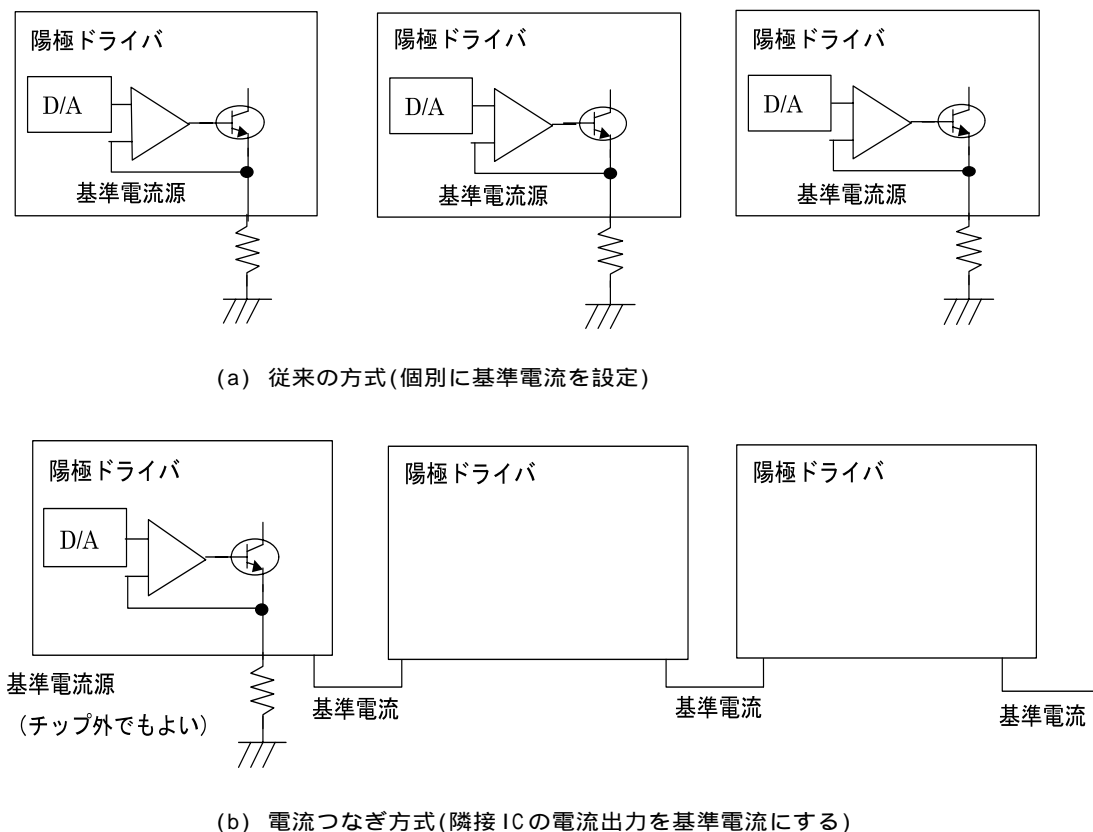 陽極ドライバ
D/A
基準電流源
陽極ドライバ
D/A
基準電流源
陽極ドライバ
D/A
基準電流源
(a) 従来の方式(個別に基準電流を設定)
陽極ドライバ
D/A
基準電流源
(チップ外でもよい)
基準電流
陽極ドライバ
基準電流
陽極ドライバ
基準電流
(b) 電流つなぎ方式(隣接ICの電流出力を基準電流にする)